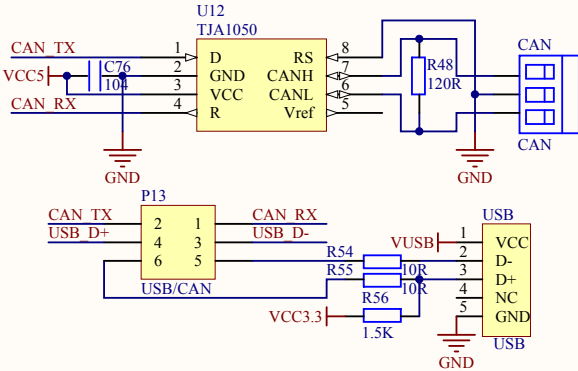 U12
TJA1050
CAN_TX 1 D RS 8
VCC5 C76 104 2 GND CANH 7 R48 120R CAN
3 VCC CANL 6
CAN_RX 4 R Vref 5
CAN
GND GND
P13
CAN_TX 2 1 CAN_RX
USB_D+ 4 3 USB_D-
6 5
USB/CAN
USB
VUSB 1 VCC
R54 10R 2 D-
R55 10R 3 D+
R56 4 NC
VCC3.3 1.5K 5 GND
USB
GND